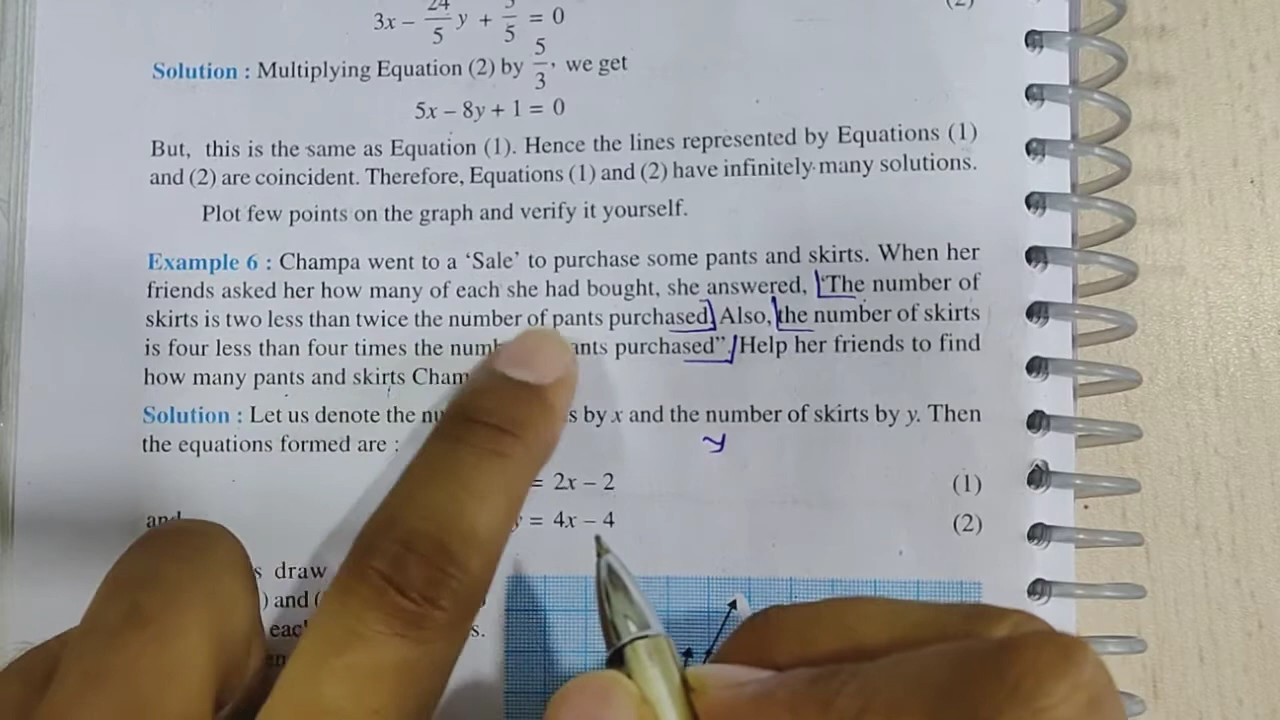 3x − 24/5 y + 3/5 = 0
Solution : Multiplying Equation (2) by 5/3, we get
5x – 8y + 1 = 0
But, this is the same as Equation (1). Hence the lines represented by Equations (1)
and (2) are coincident. Therefore, Equations (1) and (2) have infinitely many solutions.
Plot few points on the graph and verify it yourself.
Example 6 : Champa went to a ‘Sale’ to purchase some pants and skirts. When her
friends asked her how many of each she had bought, she answered, “The number of
skirts is two less than twice the number of pants purchased. Also, the number of skirts
is four less than four times the purchased”. Help her friends to find
how many pants and skirts
Solution : Let us denote the by x and the number of skirts by y. Then
the equations formed are :
y
= 2x – 2 (1)
and y = 4x – 4 (2)
draw
) and (